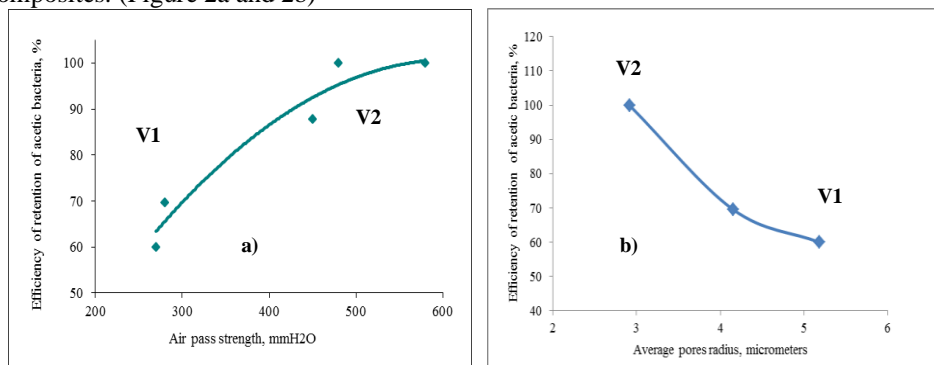 omposites. (Figure 2a and 2b)
Efficiency of retention of acetic bacteria, %
100
90
80
70
60
50
V1
V2
a)
200
300
400
500
600
Air pass strength, mmH2O
Efficiency of retention of acetic bacteria, %
120
110
100
90
80
70
60
50
40
V2
V1
b)
2
3
4
5
6
Average pores radius, micrometers